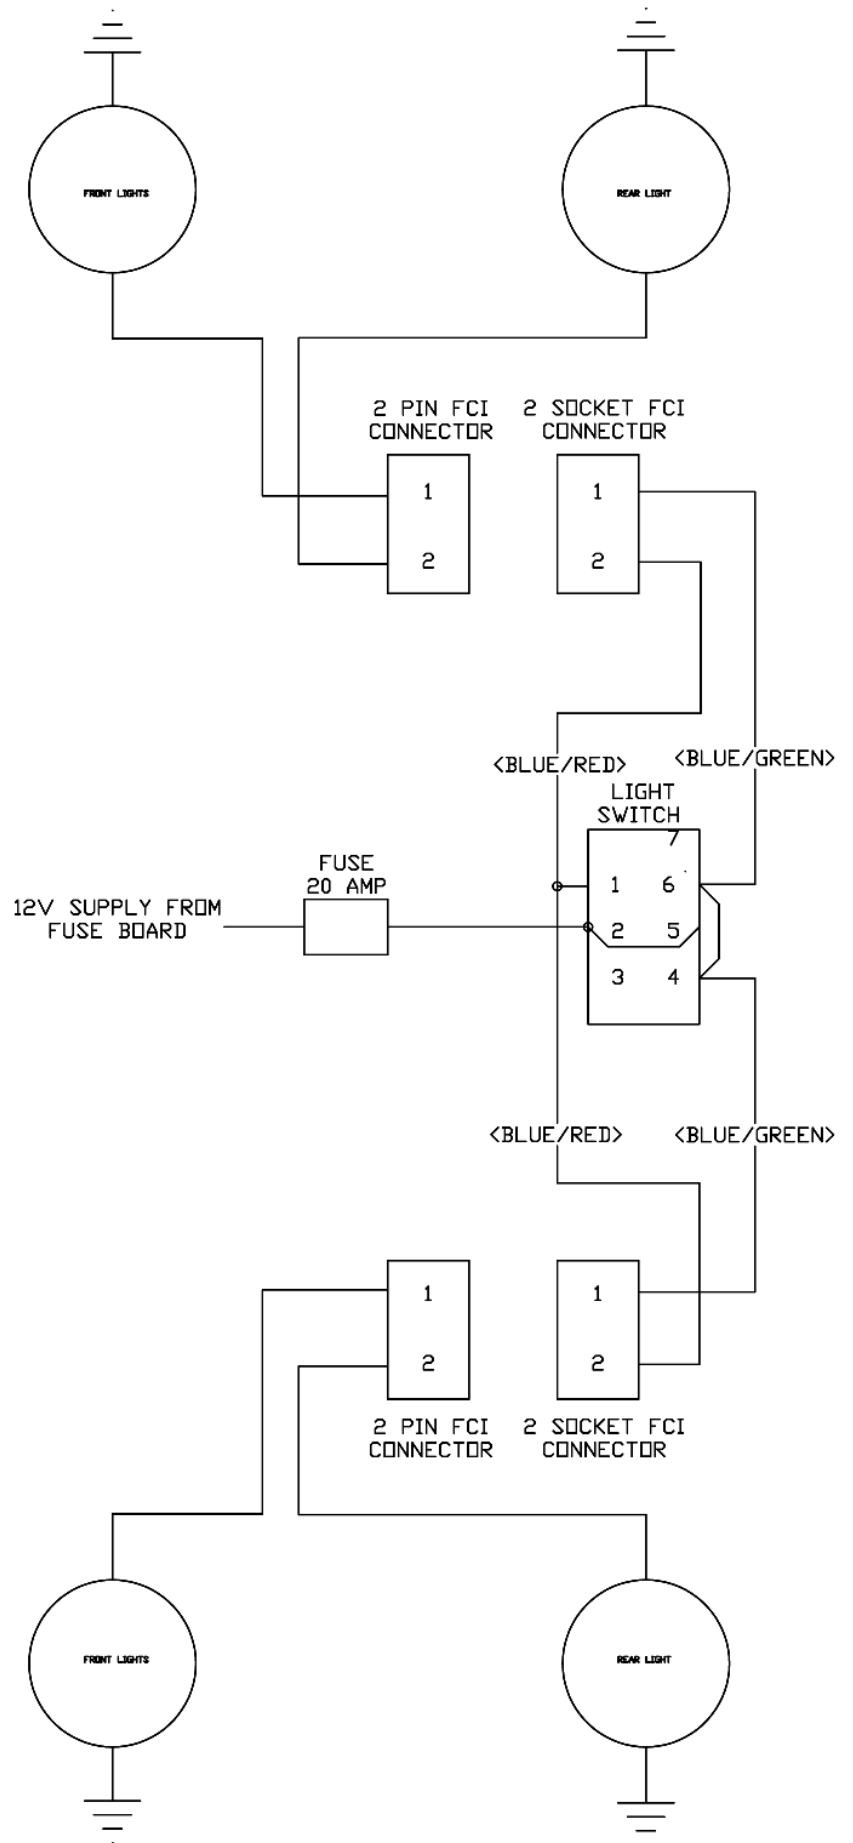 FRONT LIGHTS
REAR LIGHT
2 PIN FCI
CONNECTOR
2 SOCKET FCI
CONNECTOR
1
2
1
2
<BLUE/RED>
<BLUE/GREEN>
LIGHT
SWITCH
7
1 6
2 5
3 4
FUSE
20 AMP
12V SUPPLY FROM
FUSE BOARD
<BLUE/RED>
<BLUE/GREEN>
1
2
1
2
2 PIN FCI
CONNECTOR
2 SOCKET FCI
CONNECTOR
FRONT LIGHTS
REAR LIGHT